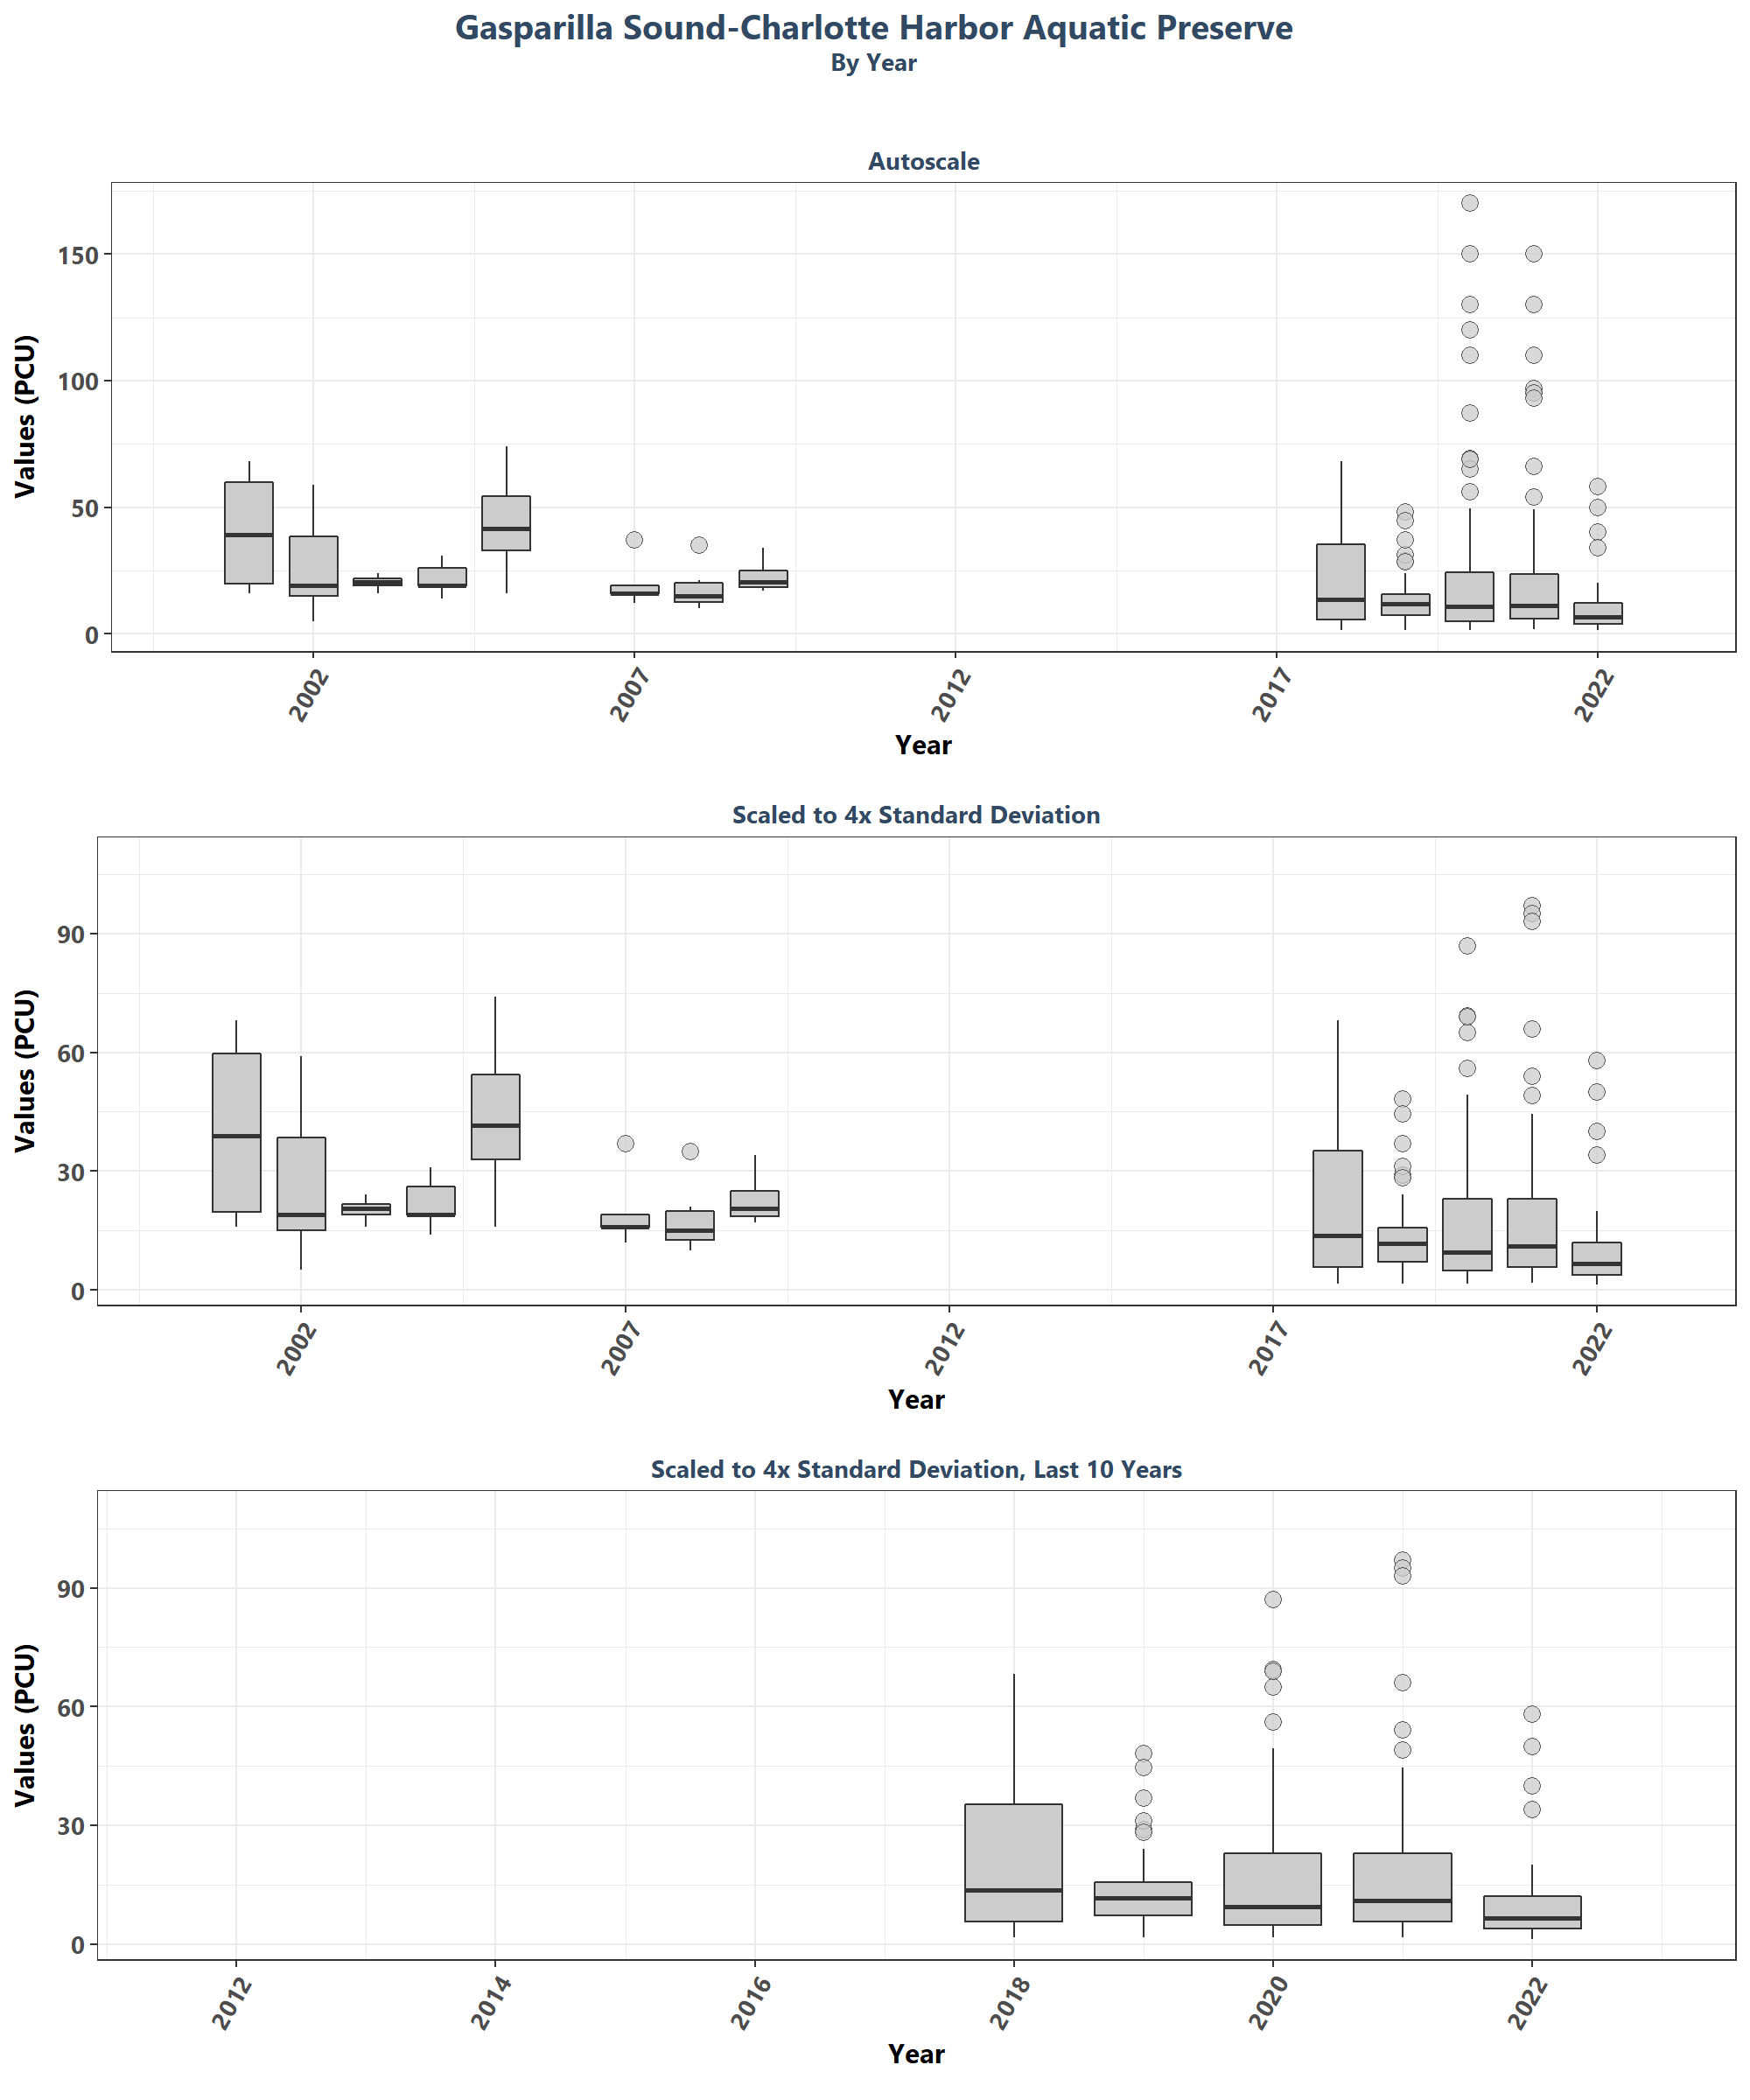 Gasparilla Sound-Charlotte Harbor Aquatic Preserve
By Year
Autoscale
Values (PCU)
150
100
50
0
2002
2007
2012
2017
2022
Year
Scaled to 4x Standard Deviation
Values (PCU)
90
60
30
0
2002
2007
2012
2017
2022
Year
Scaled to 4x Standard Deviation, Last 10 Years
Values (PCU)
90
60
30
0
2012
2014
2016
2018
2020
2022
Year